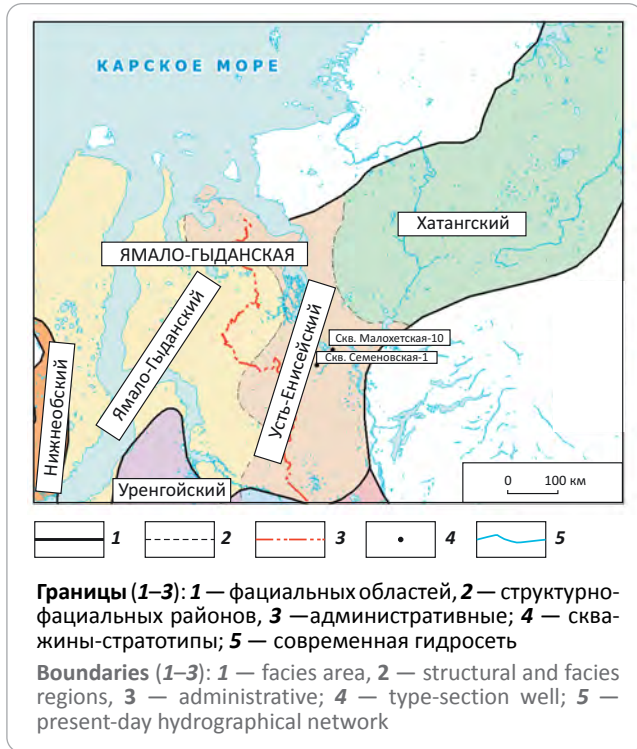 КАРСКОЕ МОРЕ
Хатангский
ЯМАЛО-ГЫДАНСКАЯ
Ямало-Гыданский
Усть-Енисейский
Скв. Малохетская-10
Скв. Семеновская-1
Нижнеобский
Уренгойский
0 100 км
1 2 3 4 5
Границы (1–3): 1 — фациальных областей, 2 — структурно-
фациальных районов, 3 —административные; 4 — сква-
жины-стратотипы; 5 — современная гидросеть
Boundaries (1–3): 1 — facies area, 2 — structural and facies
regions, 3 — administrative; 4 — type-section well; 5 —
present-day hydrographical network